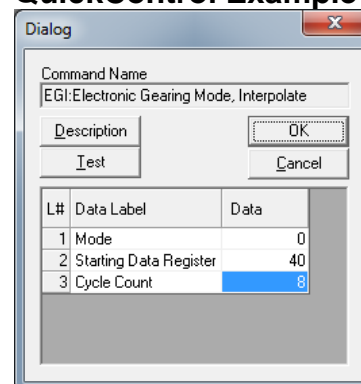 QuickControl Example
Dialog
Command Name
EGI:Electronic Gearing Mode, Interpolate
Description OK
Test Cancel
L# Data Label Data
1 Mode 0
2 Starting Data Register 40
3 Cycle Count 8